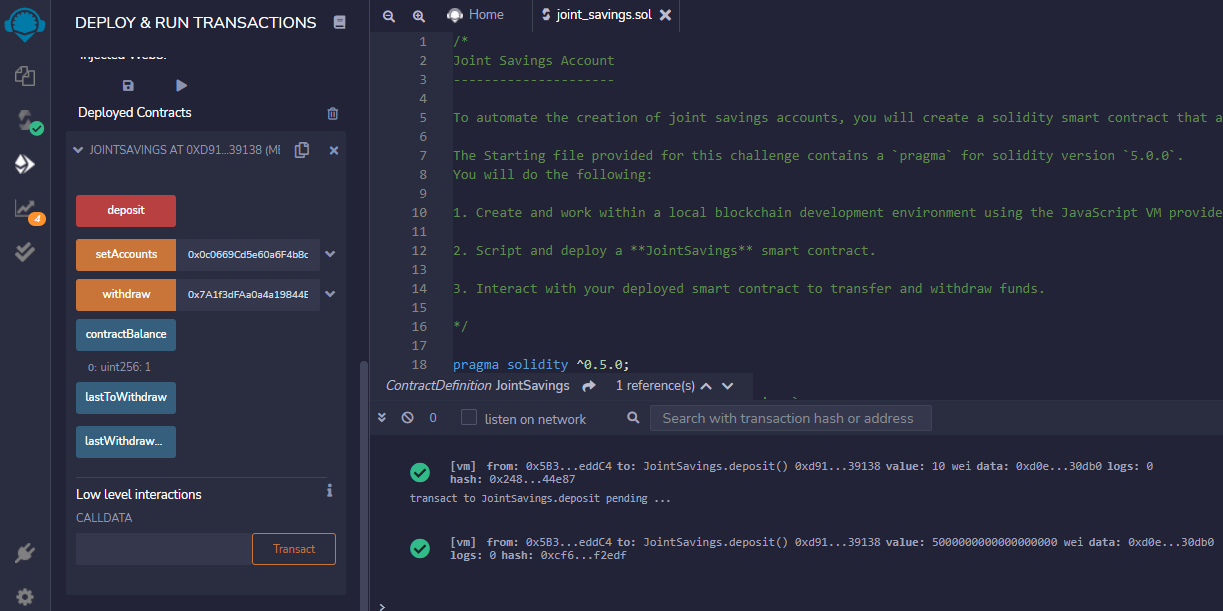 DEPLOY & RUN TRANSACTIONS
Deployed Contracts
JOINTSAVINGS AT 0XD91...39138 (MI
4
deposit
setAccounts 0x0c0669Cd5e60a6F4b8c
withdraw 0x7A1f3dFAa0a4a19844E
contractBalance
0: uint256: 1
lastToWithdraw
lastWithdraw...
Low level interactions
i
CALLDATA
Transact
Home
joint_savings.sol
1 /*
2 Joint Savings Account
3 ---------------------
4
5 To automate the creation of joint savings accounts, you will create a solidity smart contract that a
6
7 The Starting file provided for this challenge contains a `pragma` for solidity version `5.0.0`.
8 You will do the following:
9
10 1. Create and work within a local blockchain development environment using the JavaScript VM provide
11
12 2. Script and deploy a **JointSavings** smart contract.
13
14 3. Interact with your deployed smart contract to transfer and withdraw funds.
15
16 */
17
18 pragma solidity ^0.5.0;
ContractDefinition JointSavings 1 reference(s)
0 listen on network Search with transaction hash or address
[vm] from: 0x5B3...eddC4 to: JointSavings.deposit() 0xd91...39138 value: 10 wei data: 0xd0e...30db0 logs: 0
hash: 0x248...44e87
transact to JointSavings.deposit pending ...
[vm] from: 0x5B3...eddC4 to: JointSavings.deposit() 0xd91...39138 value: 5000000000000000000 wei data: 0xd0e...30db0
logs: 0 hash: 0xcf6...f2edf
>